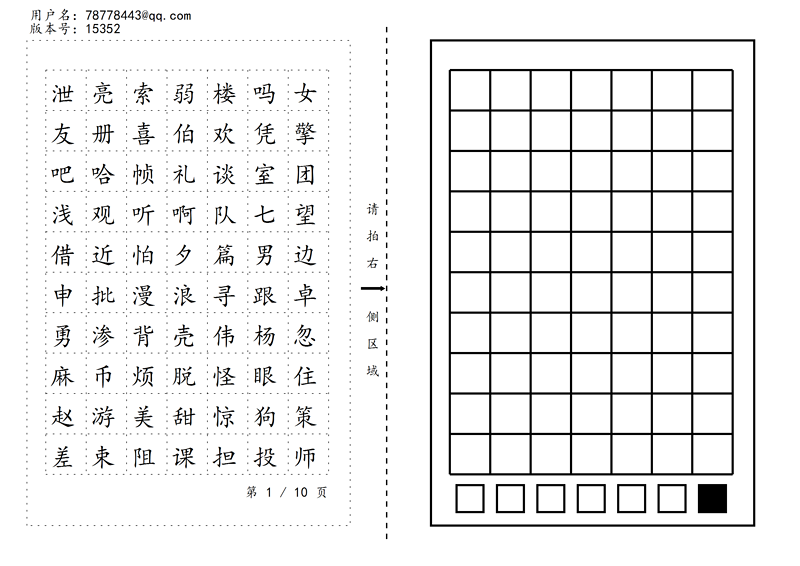 用户名: 78778443@qq.com
版本号: 15352
泄亮索弱楼吗女
友册喜伯欢凭擎
吧哈帧礼谈室团
浅观听啊队七望
借近怕夕篇男边
申批漫浪寻跟卓
勇渗背壳伟杨忽
麻币烦脱怪眼住
赵游美甜惊狗策
差束阻课担投师
第 1 / 10 页
请拍右
侧区域